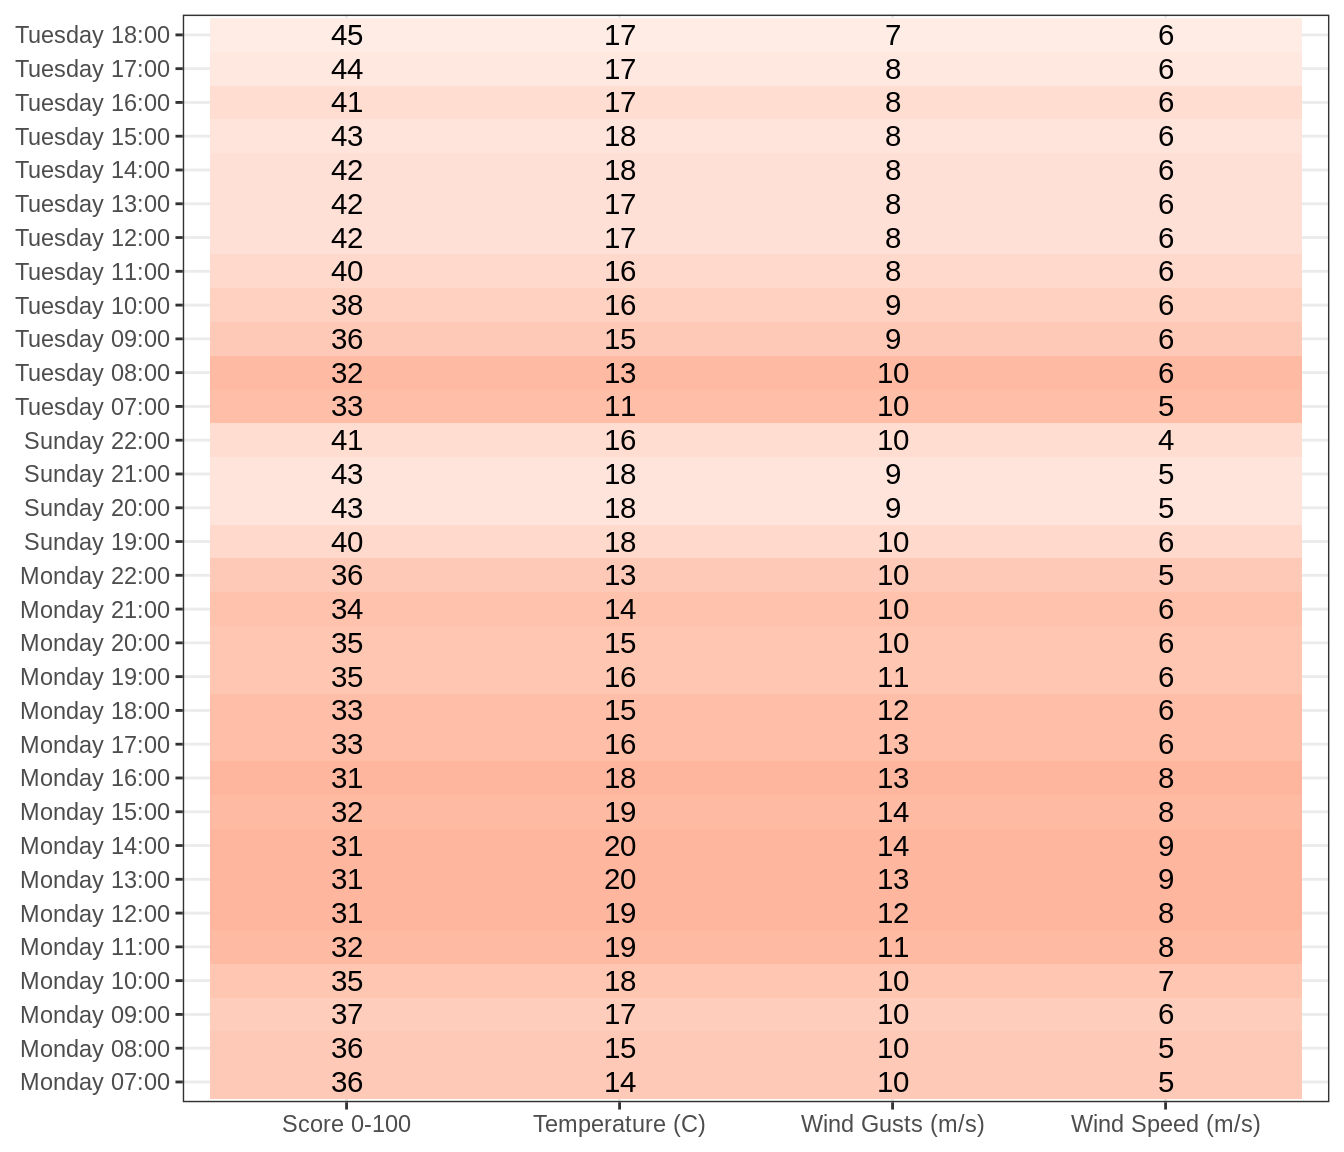 Tuesday 18:00 45 17 7 6
Tuesday 17:00 44 17 8 6
Tuesday 16:00 41 17 8 6
Tuesday 15:00 43 18 8 6
Tuesday 14:00 42 18 8 6
Tuesday 13:00 42 17 8 6
Tuesday 12:00 42 17 8 6
Tuesday 11:00 40 16 8 6
Tuesday 10:00 38 16 9 6
Tuesday 09:00 36 15 9 6
Tuesday 08:00 32 13 10 6
Tuesday 07:00 33 11 10 5
Sunday 22:00 41 16 10 4
Sunday 21:00 43 18 9 5
Sunday 20:00 43 18 9 5
Sunday 19:00 40 18 10 6
Monday 22:00 36 13 10 5
Monday 21:00 34 14 10 6
Monday 20:00 35 15 10 6
Monday 19:00 35 16 11 6
Monday 18:00 33 15 12 6
Monday 17:00 33 16 13 6
Monday 16:00 31 18 13 8
Monday 15:00 32 19 14 8
Monday 14:00 31 20 14 9
Monday 13:00 31 20 13 9
Monday 12:00 31 19 12 8
Monday 11:00 32 19 11 8
Monday 10:00 35 18 10 7
Monday 09:00 37 17 10 6
Monday 08:00 36 15 10 5
Monday 07:00 36 14 10 5
Score 0-100 Temperature (C) Wind Gusts (m/s) Wind Speed (m/s)